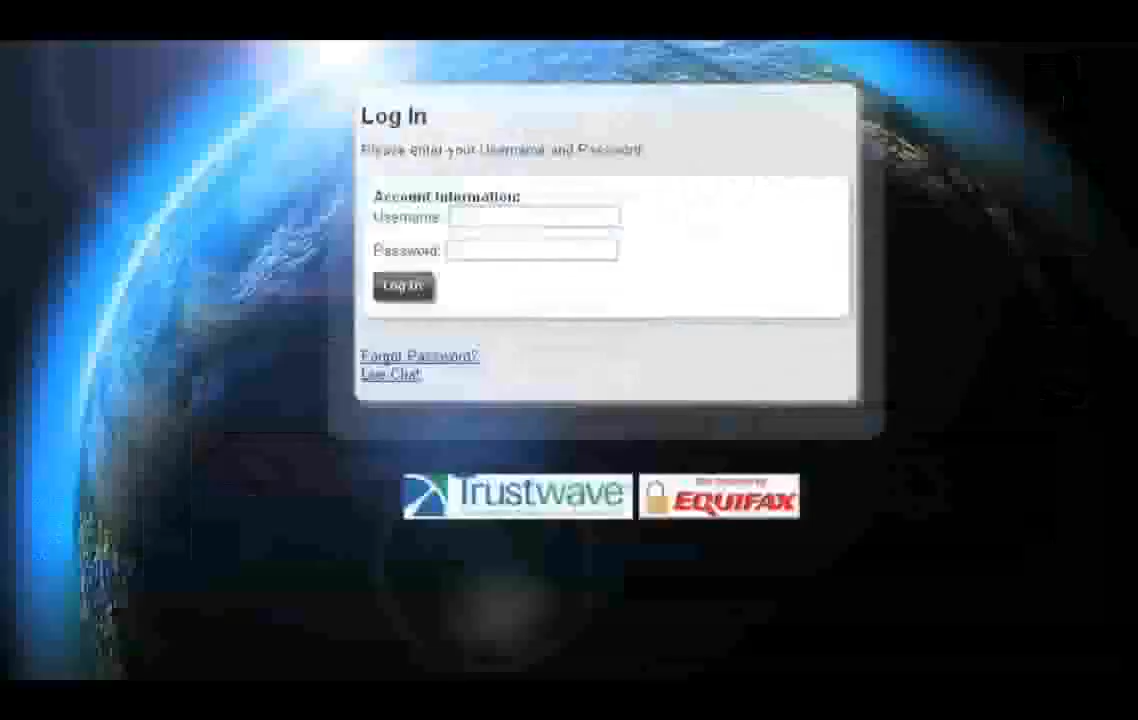 Log In
Please enter your Username and Password
Account Information:
Username:
Password:
Log In
Forgot Password?
Live Chat
Trustwave
EQUIFAX